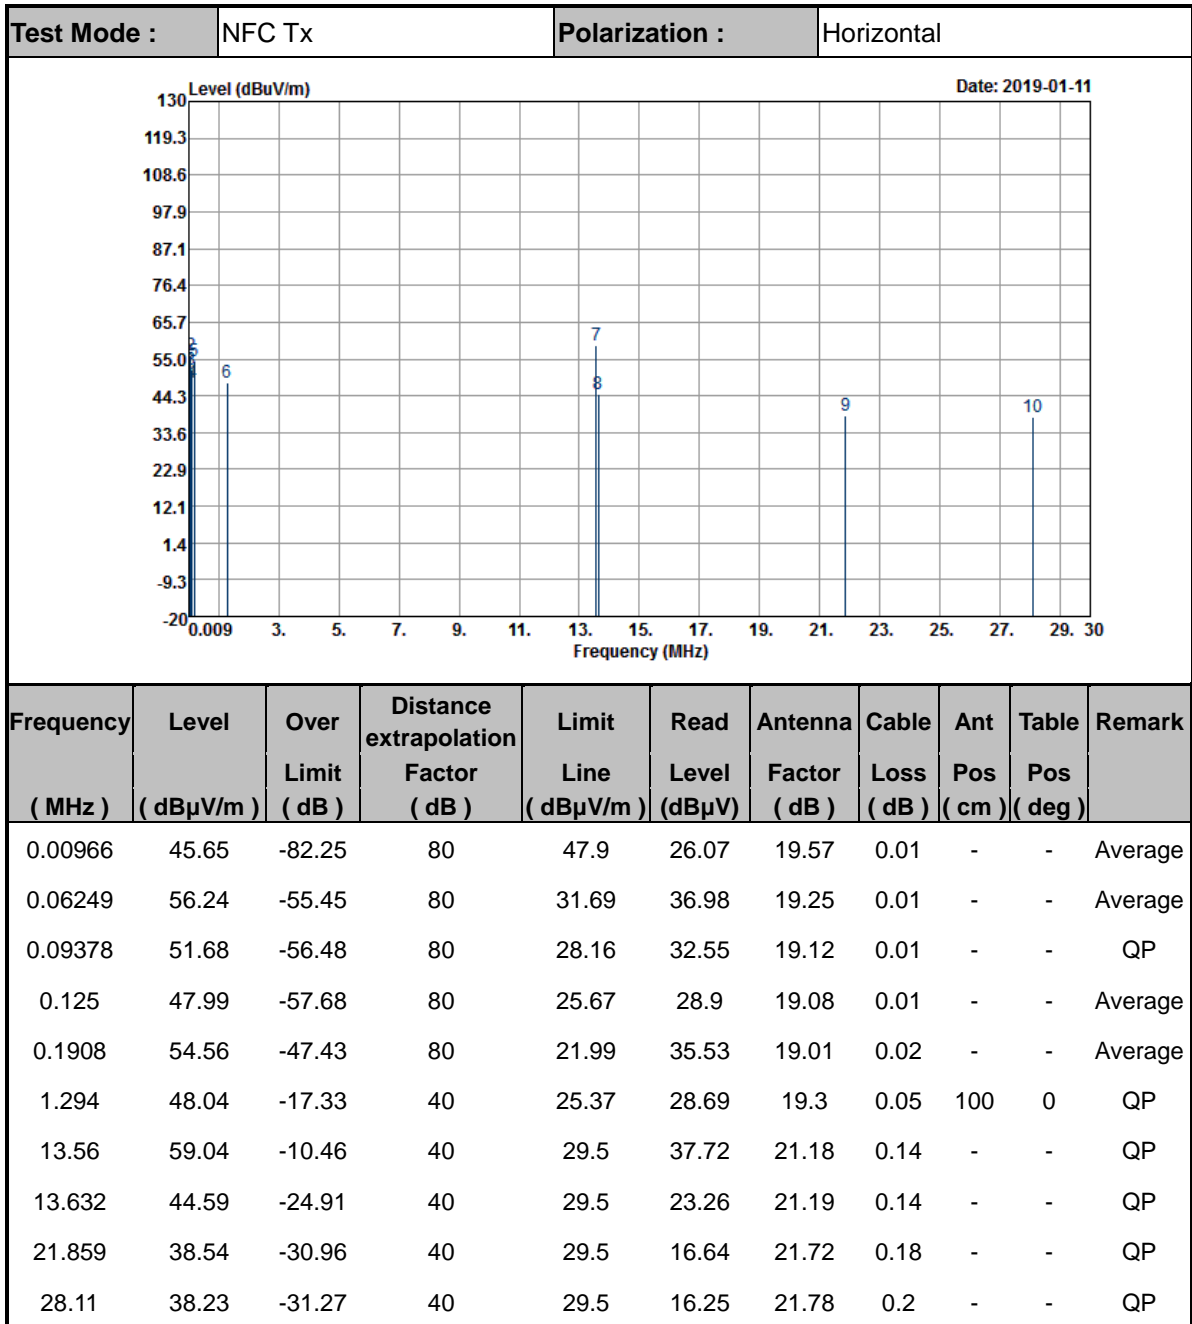 Test Mode : NFC Tx Polarization : Horizontal
Level (dBuV/m) Date: 2019-01-11
130
119.3
108.6
97.9
87.1
76.4
65.7
55.0
44.3
33.6
22.9
12.1
1.4
-9.3
-20
5
6
7
8
9
10
0.009 3. 5. 7. 9. 11. 13. 15. 17. 19. 21. 23. 25. 27. 29. 30
Frequency (MHz)
Frequency Level Over Distance extrapolation Limit Read Antenna Cable Ant Table Remark
Limit Factor Line Level Factor Loss Pos Pos
( MHz ) ( dBµV/m ) ( dB ) ( dB ) ( dBµV/m ) (dBµV) ( dB ) ( dB ) ( cm ) ( deg )
0.00966 45.65 -82.25 80 47.9 26.07 19.57 0.01 - - Average
0.06249 56.24 -55.45 80 31.69 36.98 19.25 0.01 - - Average
0.09378 51.68 -56.48 80 28.16 32.55 19.12 0.01 - - QP
0.125 47.99 -57.68 80 25.67 28.9 19.08 0.01 - - Average
0.1908 54.56 -47.43 80 21.99 35.53 19.01 0.02 - - Average
1.294 48.04 -17.33 40 25.37 28.69 19.3 0.05 100 0 QP
13.56 59.04 -10.46 40 29.5 37.72 21.18 0.14 - - QP
13.632 44.59 -24.91 40 29.5 23.26 21.19 0.14 - - QP
21.859 38.54 -30.96 40 29.5 16.64 21.72 0.18 - - QP
28.11 38.23 -31.27 40 29.5 16.25 21.78 0.2 - - QP